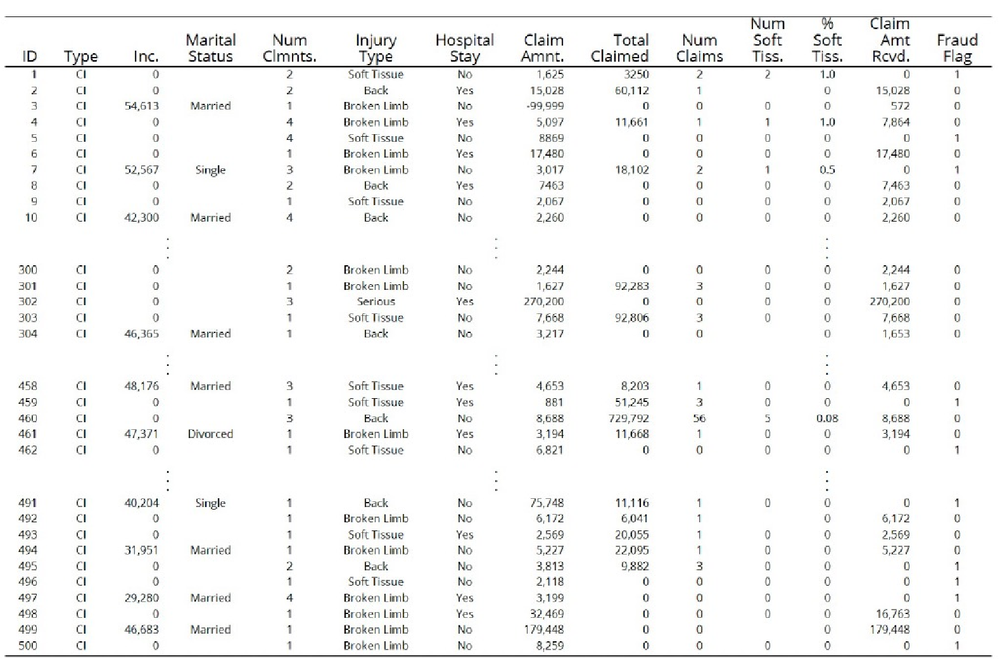 ID Type Inc. Marital Status Num Clmnts. Injury Type Hospital Stay Claim Amnt. Total Claimed Num Claims Num Soft Tiss. % Soft Tiss. Claim Amt Rcvd. Fraud Flag
1 CI 0 2 Soft Tissue No 1,625 3250 2 2 1.0 0 1
2 CI 0 2 Back Yes 15,028 60,112 1 0 15,028 0
3 CI 54,613 Married 1 Broken Limb No -99,999 0 0 0 0 572 0
4 CI 0 4 Broken Limb Yes 5,097 11,661 1 1 1.0 7,864 0
5 CI 0 4 Soft Tissue No 8869 0 0 0 0 0 1
6 CI 0 1 Broken Limb Yes 17,480 0 0 0 0 17,480 0
7 CI 52,567 Single 3 Broken Limb No 3,017 18,102 2 1 0.5 0 1
8 CI 0 2 Back Yes 7463 0 0 0 0 7,463 0
9 CI 0 1 Soft Tissue No 2,067 0 0 0 0 2,067 0
10 CI 42,300 Married 4 Back No 2,260 0 0 0 0 2,260 0
⋮ ⋮ ⋮
300 CI 0 2 Broken Limb No 2,244 0 0 0 0 2,244 0
301 CI 0 1 Broken Limb No 1,627 92,283 3 0 0 1,627 0
302 CI 0 3 Serious Yes 270,200 0 0 0 0 270,200 0
303 CI 0 1 Soft Tissue No 7,668 92,806 3 0 0 7,668 0
304 CI 46,365 Married 1 Back No 3,217 0 0 0 1,653 0
⋮ ⋮ ⋮
458 CI 48,176 Married 3 Soft Tissue Yes 4,653 8,203 1 0 0 4,653 0
459 CI 0 1 Soft Tissue Yes 881 51,245 3 0 0 0 1
460 CI 0 3 Back No 8,688 729,792 56 5 0.08 8,688 0
461 CI 47,371 Divorced 1 Broken Limb Yes 3,194 11,668 1 0 0 3,194 0
462 CI 0 1 Soft Tissue No 6,821 0 0 0 0 0 1
⋮ ⋮ ⋮
491 CI 40,204 Single 1 Back No 75,748 11,116 1 0 0 0 1
492 CI 0 1 Broken Limb No 6,172 6,041 1 0 6,172 0
493 CI 0 1 Soft Tissue Yes 2,569 20,055 1 0 0 2,569 0
494 CI 31,951 Married 1 Broken Limb No 5,227 22,095 1 0 0 5,227 0
495 CI 0 2 Back No 3,813 9,882 3 0 0 0 1
496 CI 0 1 Soft Tissue No 2,118 0 0 0 0 0 1
497 CI 29,280 Married 4 Broken Limb Yes 3,199 0 0 0 0 0 1
498 CI 0 1 Broken Limb Yes 32,469 0 0 0 0 16,763 0
499 CI 46,683 Married 1 Broken Limb No 179,448 0 0 0 179,448 0
500 CI 0 1 Broken Limb No 8,259 0 0 0 0 0 1